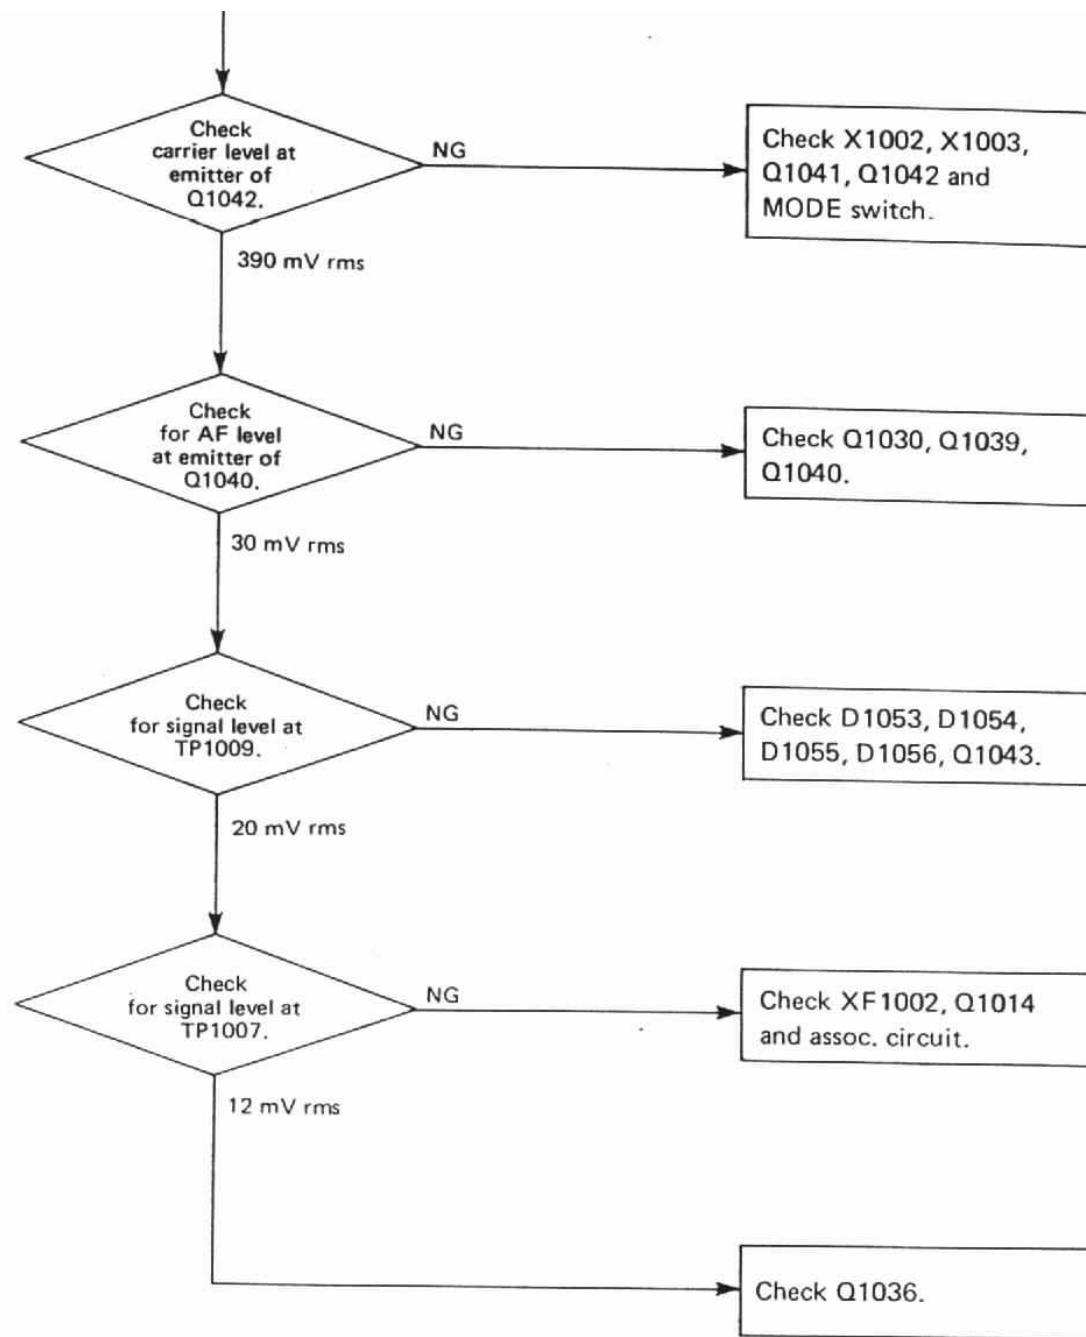 Check
carrier level at
emitter of
Q1042.
NG
Check X1002, X1003,
Q1041, Q1042 and
MODE switch.
390 mV rms
Check
for AF level
at emitter of
Q1040.
NG
Check Q1030, Q1039,
Q1040.
30 mV rms
Check
for signal level at
TP1009.
NG
Check D1053, D1054,
D1055, D1056, Q1043.
20 mV rms
Check
for signal level at
TP1007.
NG
Check XF1002, Q1014
and assoc. circuit.
12 mV rms
Check Q1036.